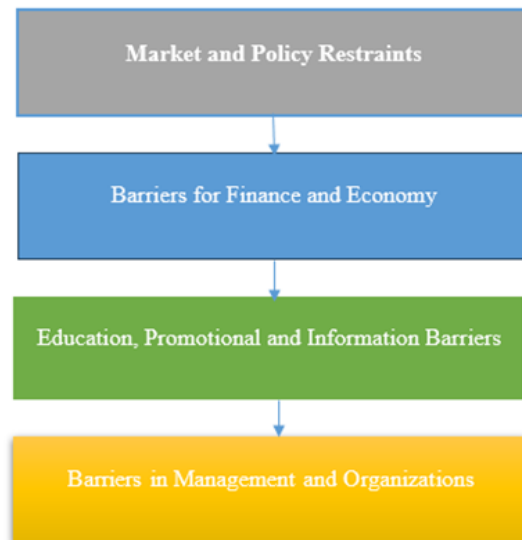 Market and Policy Restraints
Barriers for Finance and Economy
Education, Promotional and Information Barriers
Barriers in Management and Organizations